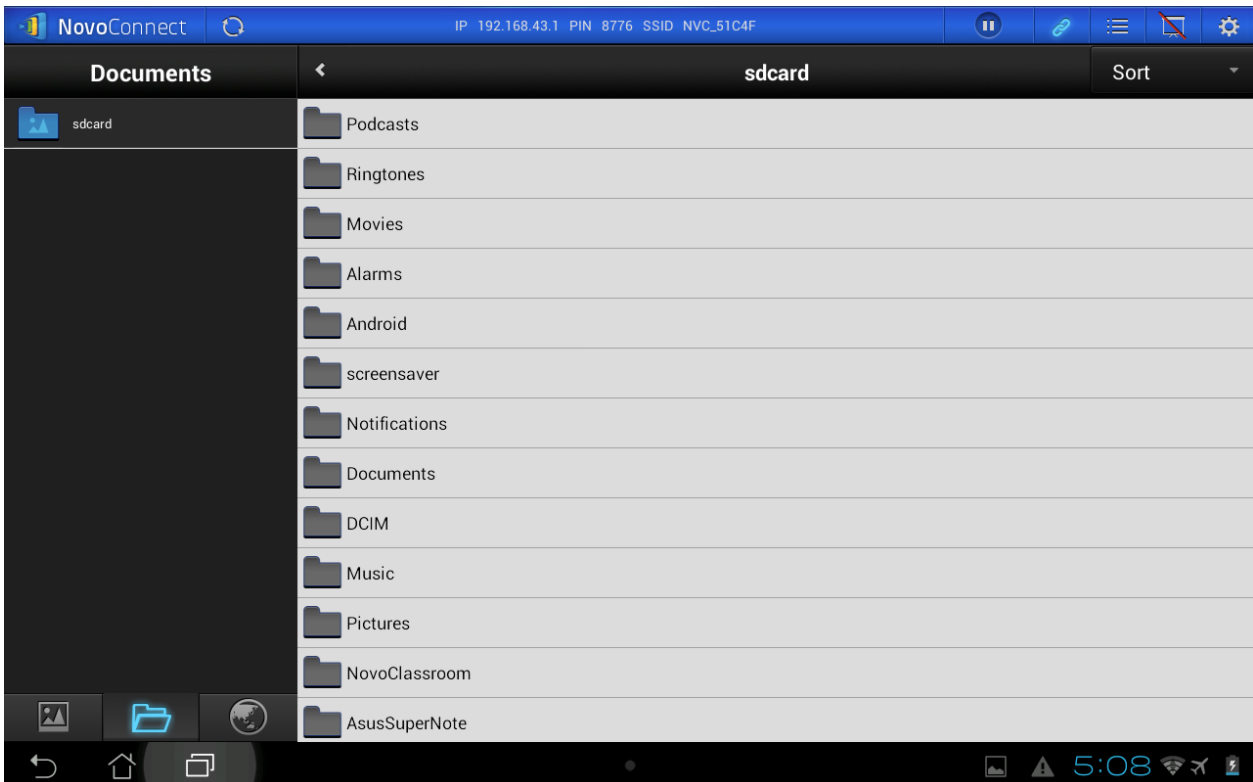 NovoConnect
IP 192.168.43.1 PIN 8776 SSID NVC_51C4F
Documents
sdcard
Sort
sdcard
Podcasts
Ringtones
Movies
Alarms
Android
screensaver
Notifications
Documents
DCIM
Music
Pictures
NovoClassroom
AsusSuperNote
5:08